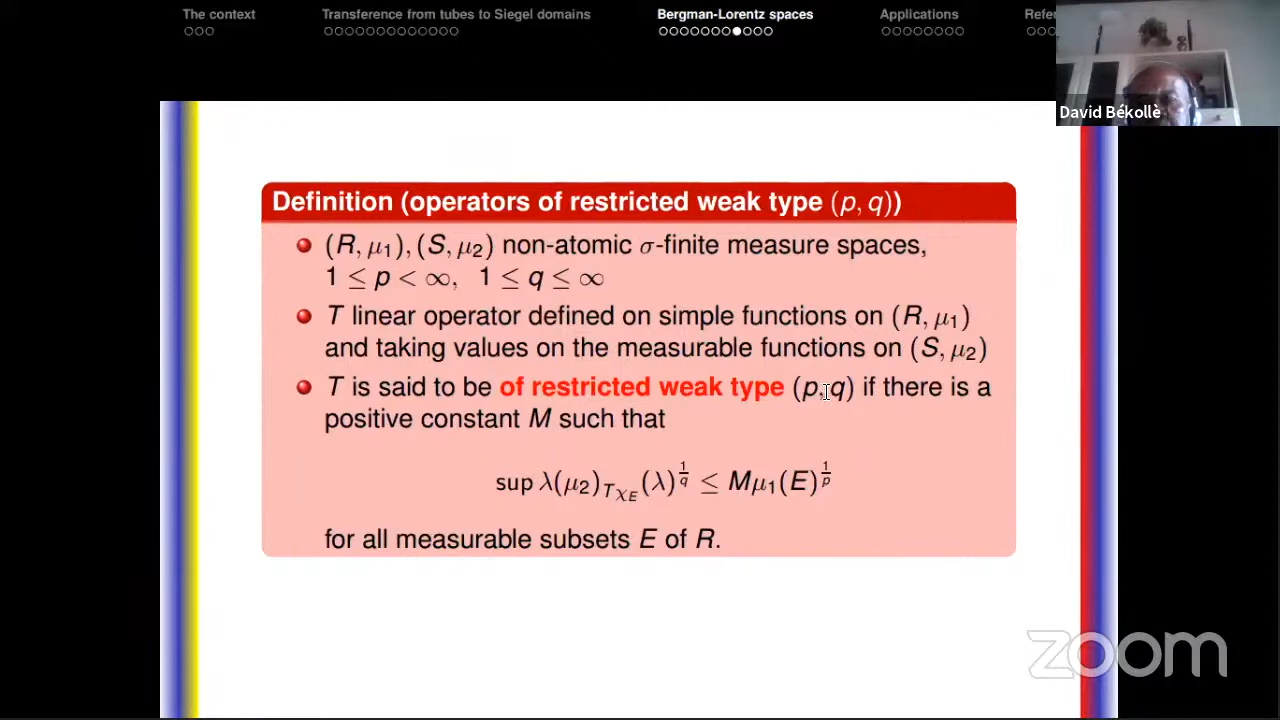 The context
Transference from tubes to Siegel domains
Bergman-Lorentz spaces
Applications
Refer
David Békollè
Definition (operators of restricted weak type (p, q))
(R, μ₁), (S, μ₂) non-atomic σ-finite measure spaces,
1 ≤ p < ∞, 1 ≤ q ≤ ∞
T linear operator defined on simple functions on (R, μ₁)
and taking values on the measurable functions on (S, μ₂)
T is said to be of restricted weak type (p, q) if there is a
positive constant M such that
sup λ(μ₂)_{Tχ_E}(λ)^{1/q} ≤ Mμ₁(E)^{1/p}
for all measurable subsets E of R.
zoom